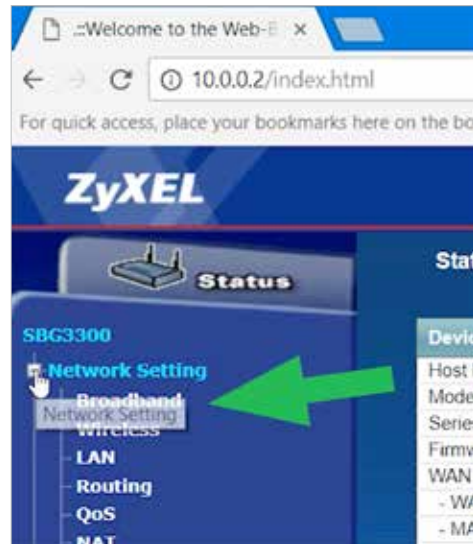 .::Welcome to the Web-
10.0.0.2/index.html
For quick access, place your bookmarks here on the bo
ZyXEL
Status
Stat
SBG3300
Network Setting
Broadband
Network Setting
Wireless
LAN
Routing
QoS
NAT
Devic
Host
Mode
Serie
Firmw
WAN
- WA
- MA